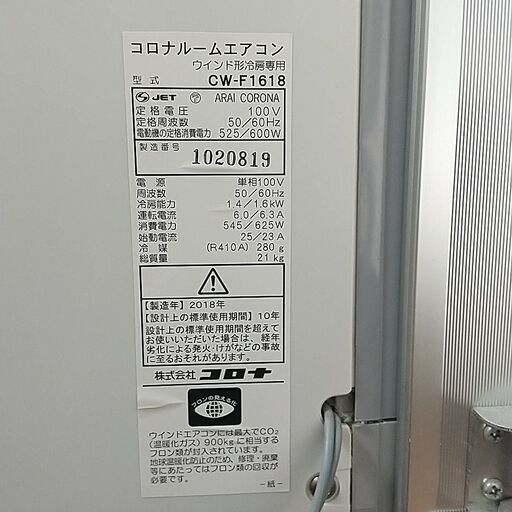 コロナルームエアコン
ウインド形冷房専用
型 式 CW-F1618
JET ARAI CORONA
定 格 電 圧 100V
定格周波数 50/60Hz
電動機の定格消費電力 525/600W
製造番号 1020819
電 源 単相100V
周波数 50/60Hz
冷房能力 1.4/1.6kW
運転電流 6.0/6.3A
消費電力 545/625W
始動電流 25/23A
冷 媒 (R410A) 280g
総質量 21kg
【製造年】2018年
【設計上の標準使用期間】10年
設計上の標準使用期間を超えて
お使いいただいた場合は、経年
劣化による発火・けがなどの事故
に至るおそれがあります。
株式会社 コロナ
フロンの見える化
ウインドエアコンには最大でCO₂
(温暖化ガス) 900kgに相当する
フロン類が封入されています。
地球温暖化防止のため、修理・廃棄
等にあたってはフロン類の回収が
必要です。
－紙－